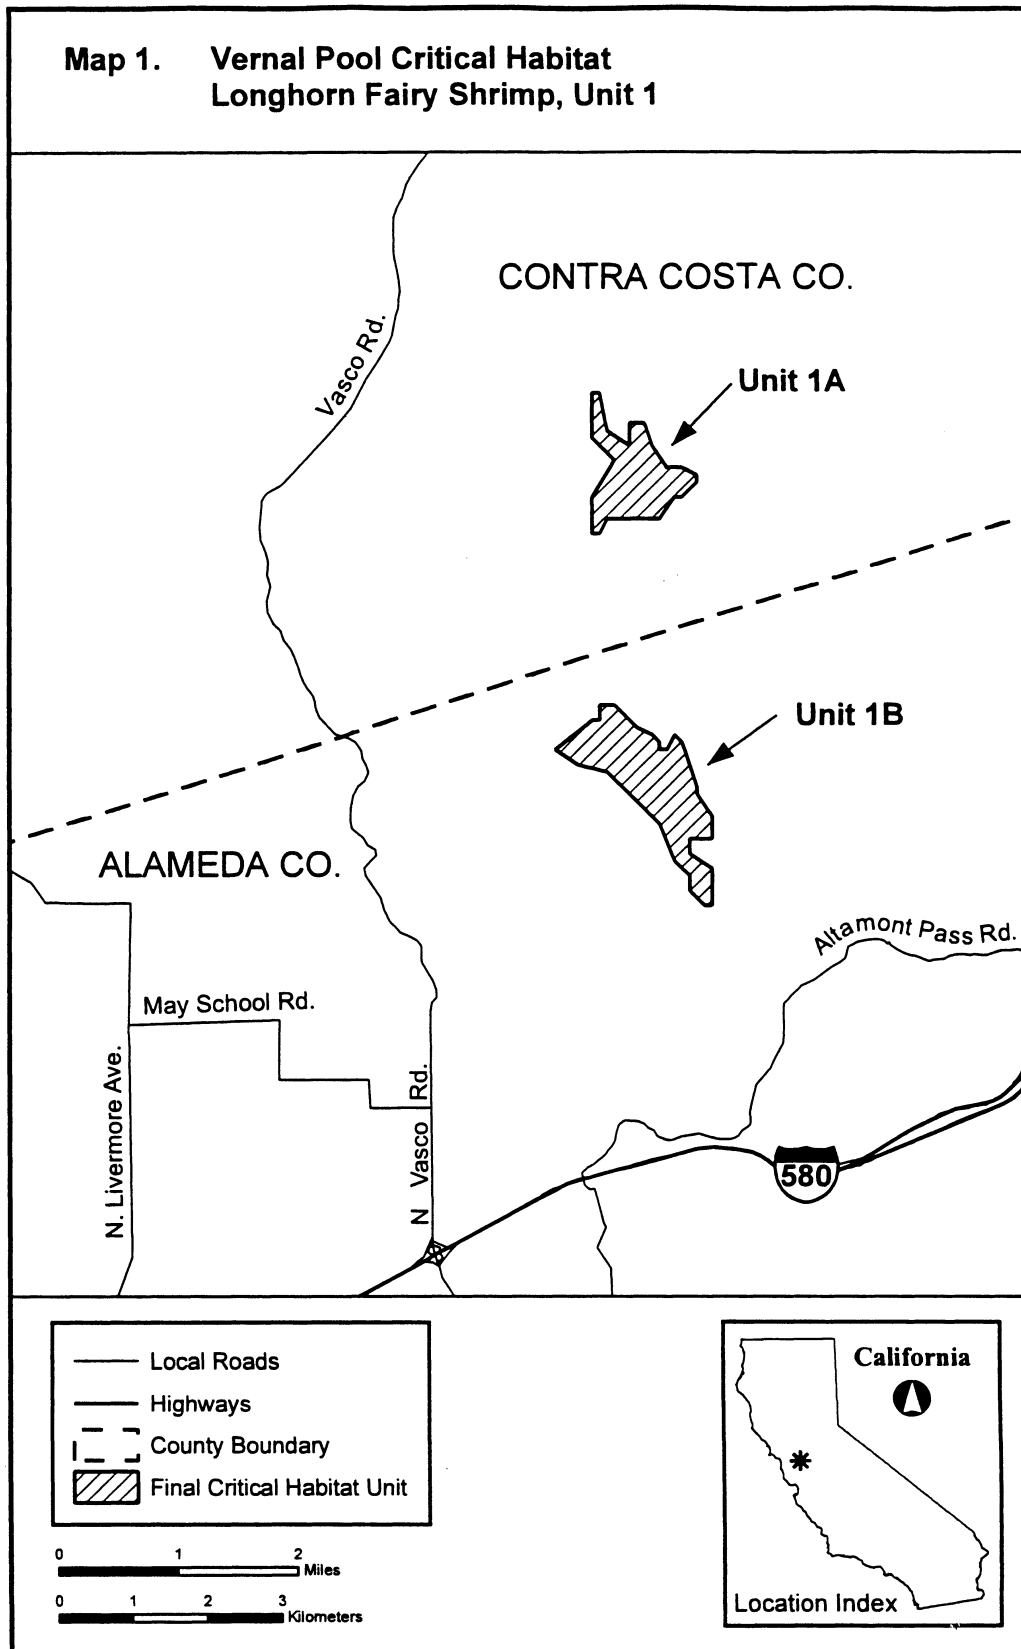 Map 1. Vernal Pool Critical Habitat
Longhorn Fairy Shrimp, Unit 1
CONTRA COSTA CO.
Vasco Rd.
Unit 1A
Unit 1B
ALAMEDA CO.
Altamont Pass Rd.
May School Rd.
N. Livermore Ave.
N Vasco Rd.
580
Local Roads
Highways
County Boundary
Final Critical Habitat Unit
0 1 2
Miles
0 1 2 3
Kilometers
California
Location Index